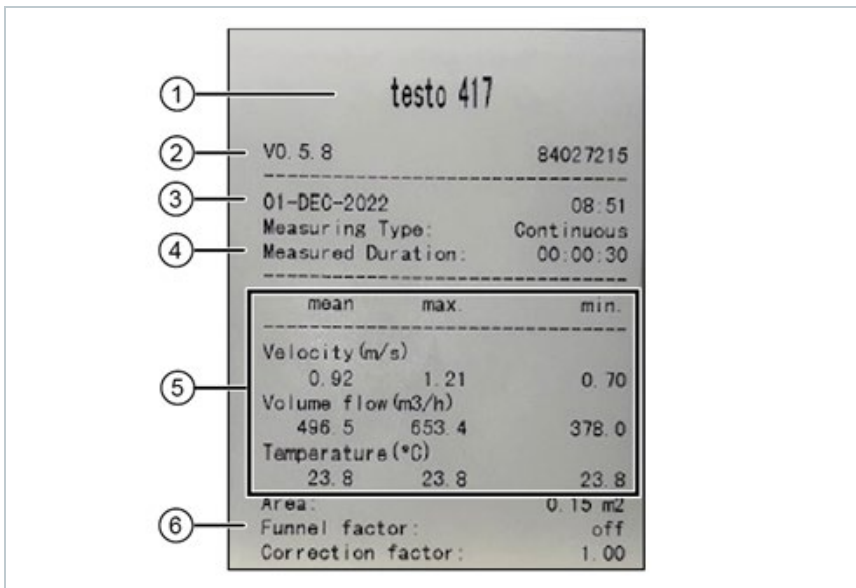 testo 417
① 
② V0.5.8 84027215
③ 01-DEC-2022 08:51
Measuring Type: Continuous
④ Measured Duration: 00:00:30
mean max. min.
Velocity(m/s)
0.92 1.21 0.70
⑤ Volume flow(m3/h)
496.5 653.4 378.0
Temperature(°C)
23.8 23.8 23.8
Area: 0.15 m2
⑥ Funnel factor: off
Correction factor: 1.00